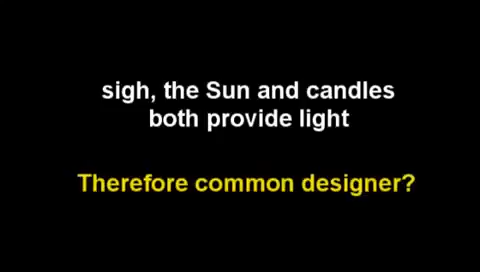 sigh, the Sun and candles
both provide light
Therefore common designer?